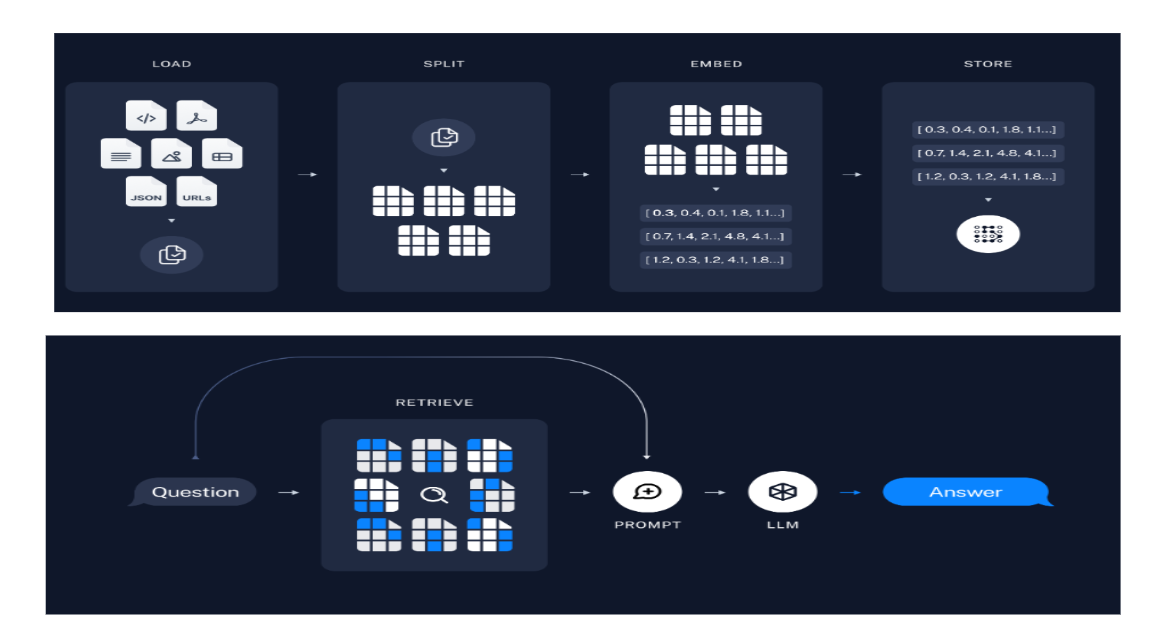 LOAD
SPLIT
EMBED
STORE
</>
JSON
URLs
[ 0.3, 0.4, 0.1, 1.8, 1.1...]
[ 0.7, 1.4, 2.1, 4.8, 4.1...]
[ 1.2, 0.3, 1.2, 4.1, 1.8...]
[ 0.3, 0.4, 0.1, 1.8, 1.1...]
[ 0.7, 1.4, 2.1, 4.8, 4.1...]
[ 1.2, 0.3, 1.2, 4.1, 1.8...]
RETRIEVE
Question
PROMPT
LLM
Answer